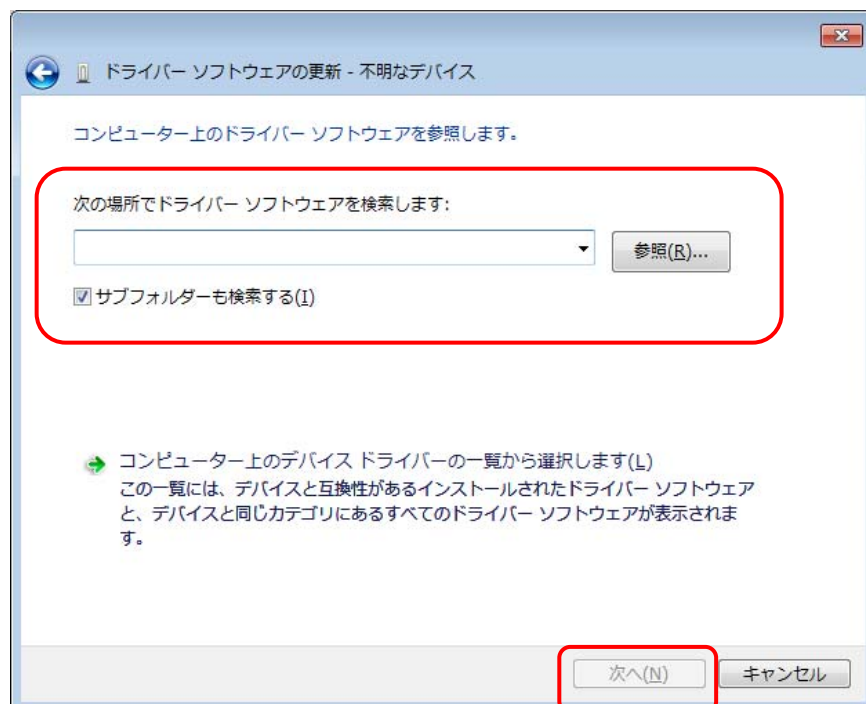 ドライバー ソフトウェアの更新 - 不明なデバイス
コンピューター上のドライバー ソフトウェアを参照します。
次の場所でドライバー ソフトウェアを検索します:
参照(R)...
サブフォルダーも検索する(I)
コンピューター上のデバイス ドライバーの一覧から選択します(L)
この一覧には、デバイスと互換性があるインストールされたドライバー ソフトウェア
と、デバイスと同じカテゴリにあるすべてのドライバー ソフトウェアが表示されま
す。
次へ(N) キャンセル